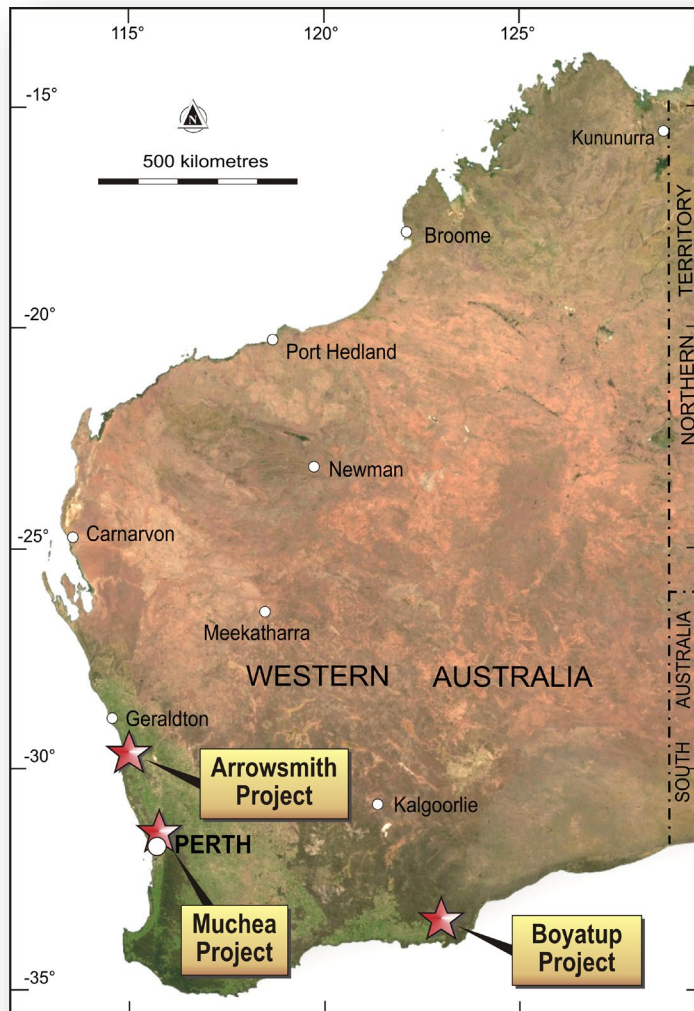 115°
120°
125°
-15°
N
500 kilometres
Kununurra
Broome
NORTHERN TERRITORY
-20°
Port Hedland
Newman
-25°
Carnarvon
Meekatharra
WESTERN AUSTRALIA
SOUTH AUSTRALIA
Geraldton
-30°
Arrowsmith
Project
Kalgoorlie
PERTH
Muchea
Project
Boyatup
Project
-35°